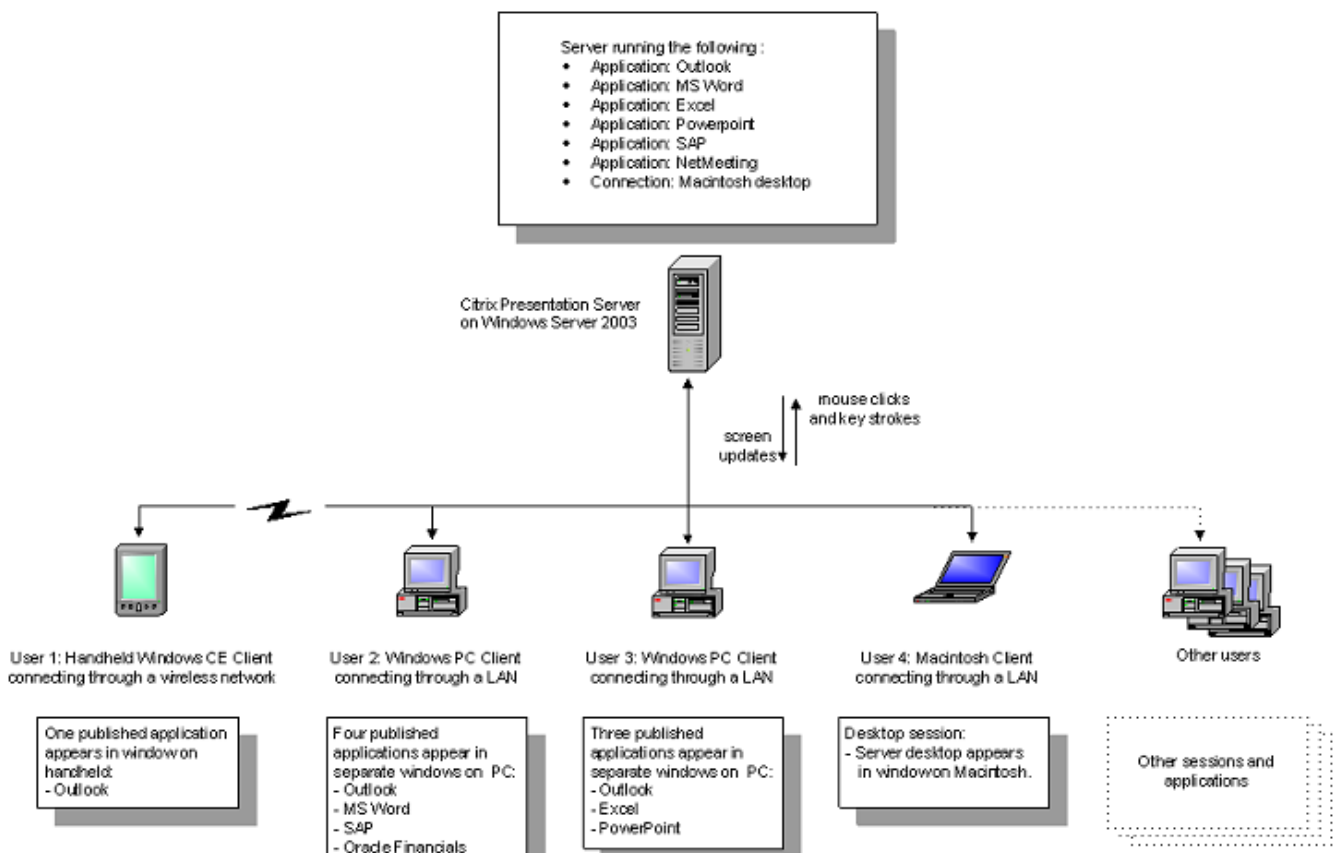 Server running the following :
• Application: Outlook
• Application: MS Word
• Application: Excel
• Application: Powerpoint
• Application: SAP
• Application: NetMeeting
• Connection: Macintosh desktop
Citrix Presentation Server
on Windows Server 2003
mouse clicks
and key strokes
screen
updates
User 1: Handheld Windows CE Client
connecting through a wireless network
User 2: Windows PC Client
connecting through a LAN
User 3: Windows PC Client
connecting through a LAN
User 4: Macintosh Client
connecting through a LAN
Other users
One published application
appears in window on
handheld:
- Outlook
Four published
applications appear in
separate windows on PC:
- Outlook
- MS Word
- SAP
- Oracle Financials
Three published
applications appear in
separate windows on PC:
- Outlook
- Excel
- PowerPoint
Desktop session:
- Server desktop appears
in windowon Macintosh.
Other sessions and
applications